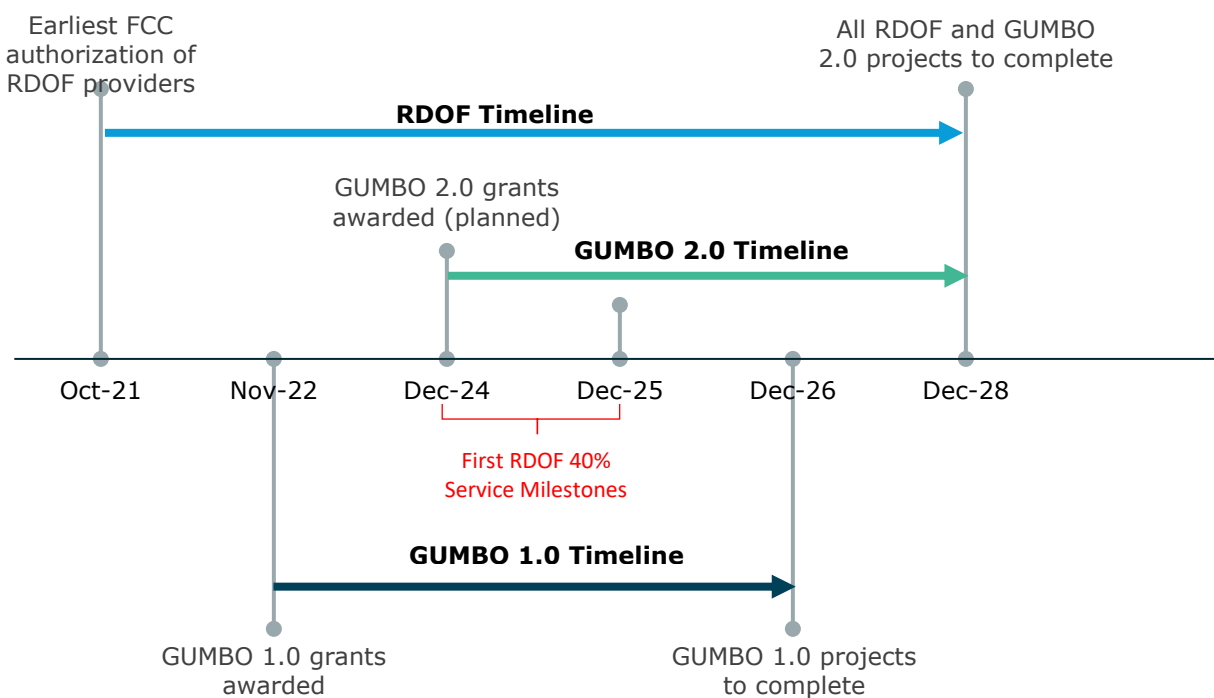 Earliest FCC
authorization of
RDOF providers
All RDOF and GUMBO
2.0 projects to complete
RDOF Timeline
GUMBO 2.0 grants
awarded (planned)
GUMBO 2.0 Timeline
Oct-21
Nov-22
Dec-24
Dec-25
Dec-26
Dec-28
First RDOF 40%
Service Milestones
GUMBO 1.0 Timeline
GUMBO 1.0 grants
awarded
GUMBO 1.0 projects
to complete